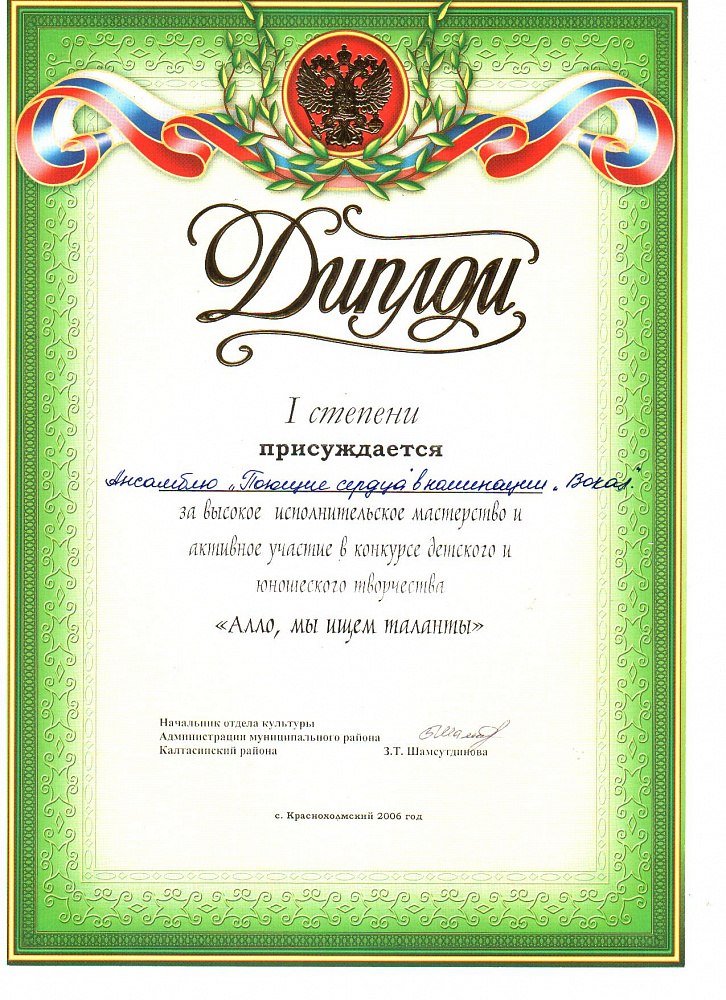 Диплом
I степени
присуждается
Ансамблю „Поющие сердца" в номинации „Вокал".
за высокое исполнительское мастерство и
активное участие в конкурсе детского и
юношеского творчества
«Алло, мы ищем таланты»
Начальник отдела культуры
Администрации муниципального района
Калтасинский района З.Т. Шамсутдинова
с. Краснохолмский 2006 год